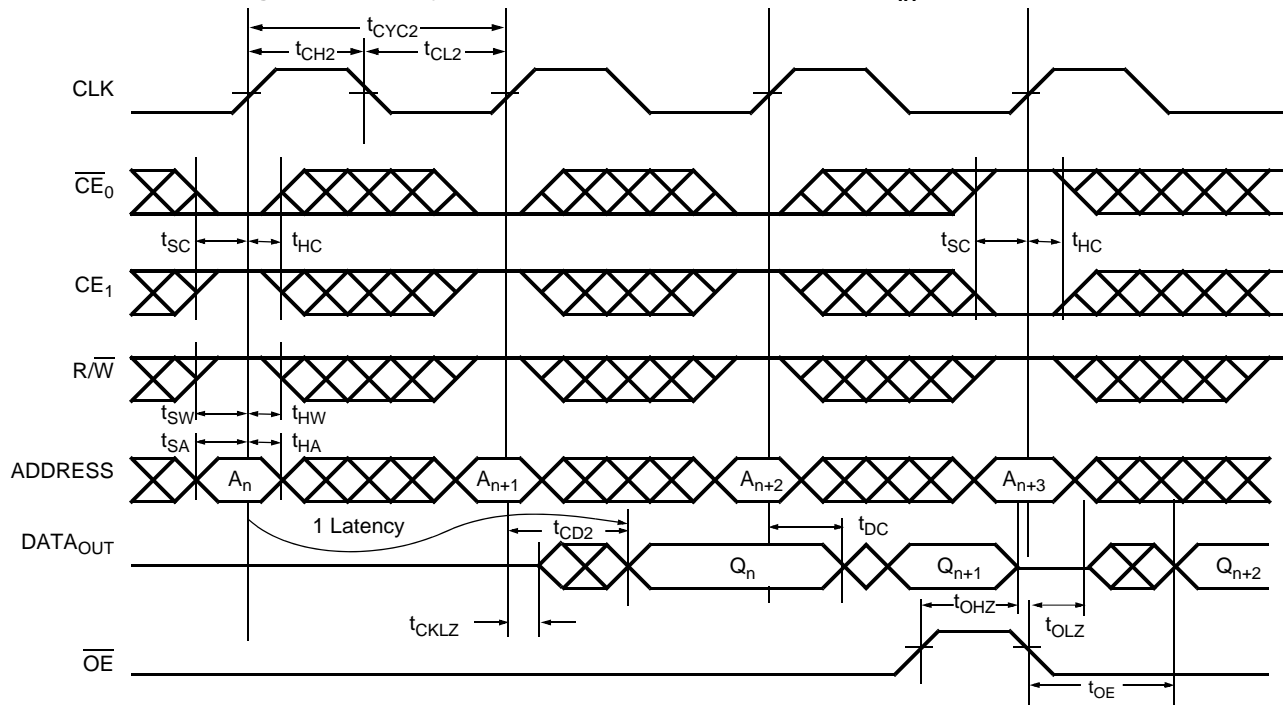 IN
tCYC2
tCH2 tCL2
CLK
CE0
tSC tHC tSC tHC
CE1
R/W
tSW tHW
tSA tHA
ADDRESS An An+1 An+2 An+3
1 Latency tCD2 tDC
DATAOUT Qn Qn+1 Qn+2
tOHZ
tCKLZ tOLZ
OE
tOE